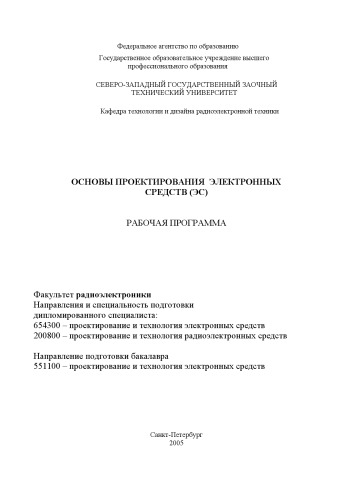 Федеральное агентство по образованию
Государственное образовательное учреждение высшего
профессионального образования
СЕВЕРО-ЗАПАДНЫЙ ГОСУДАРСТВЕННЫЙ ЗАОЧНЫЙ
ТЕХНИЧЕСКИЙ УНИВЕРСИТЕТ
Кафедра технологии и дизайна радиоэлектронной техники
ОСНОВЫ ПРОЕКТИРОВАНИЯ ЭЛЕКТРОННЫХ
СРЕДСТВ (ЭС)
РАБОЧАЯ ПРОГРАММА
Факультет радиоэлектроники
Направления и специальность подготовки
дипломированного специалиста:
654300 – проектирование и технология электронных средств
200800 – проектирование и технология радиоэлектронных средств
Направление подготовки бакалавра
551100 – проектирование и технология электронных средств
Санкт-Петербург
2005